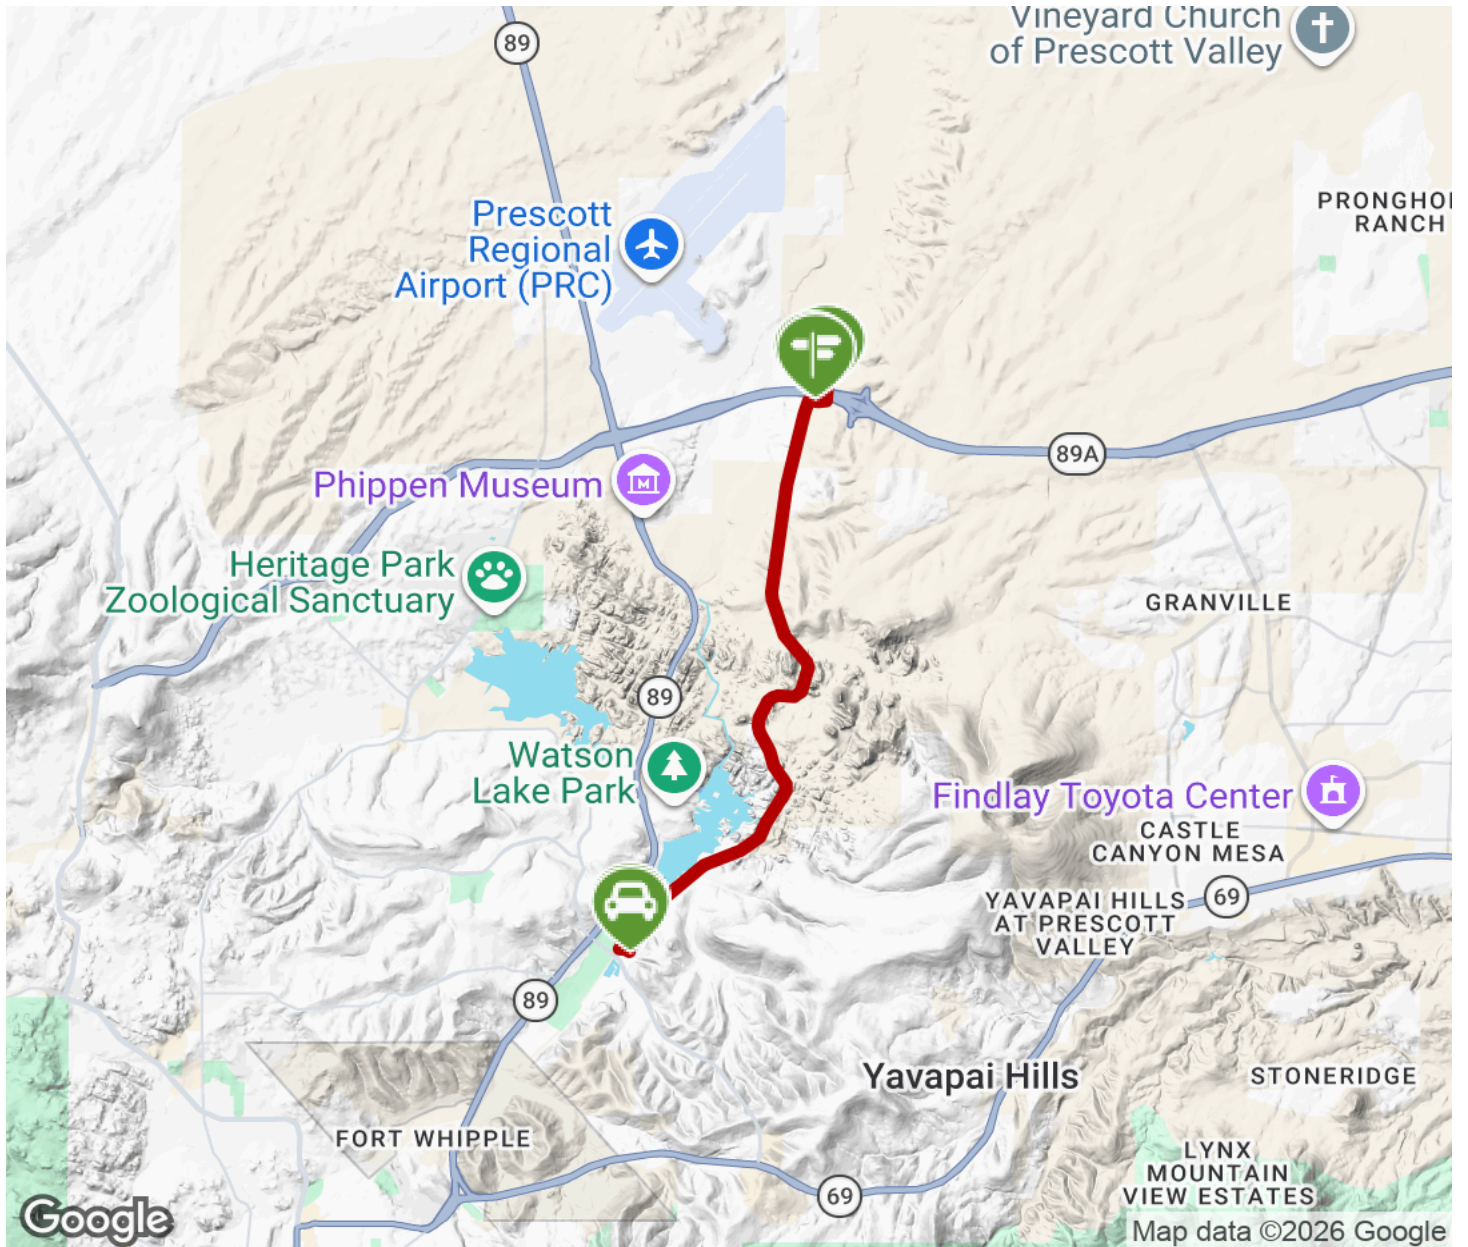 Vineyard Church
of Prescott Valley
89
Prescott
Regional
Airport (PRC)
PRONGHO
RANCH
89A
Phippen Museum
Heritage Park
Zoological Sanctuary
GRANVILLE
89
Watson
Lake Park
Findlay Toyota Center
CASTLE
CANYON MESA
69
YAVAPAI HILLS
AT PRESCOTT
VALLEY
89
Yavapai Hills
STONERIDGE
FORT WHIPPLE
LYNX
MOUNTAIN
VIEW ESTATES
69
Google
Map data ©2026 Google